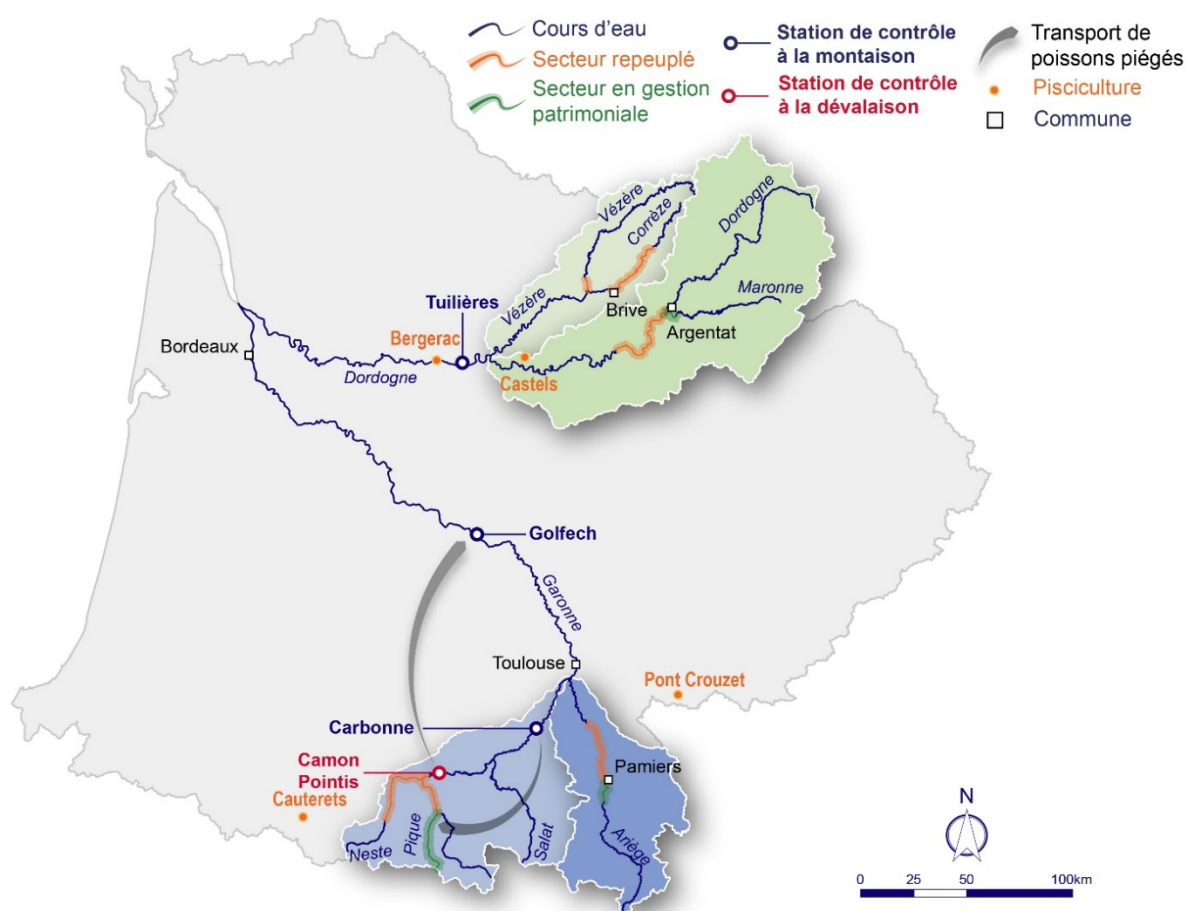 Cours d'eau
Secteur repeuplé
Secteur en gestion
patrimoniale
Station de contrôle
à la montaison
Station de contrôle
à la dévalaison
Transport de
poissons piégés
Pisciculture
Commune
Vézère
Corrèze
Dordogne
Maronne
Tuilières
Vézère
Brive
Argentat
Bergerac
Bordeaux
Castels
Dordogne
Golfech
Garonne
Toulouse
Pont Crouzet
Carbonne
Camon
Pointis
Pamiers
Cauterets
Neste
Pique
Salat
Ariège
N
0 25 50 100km